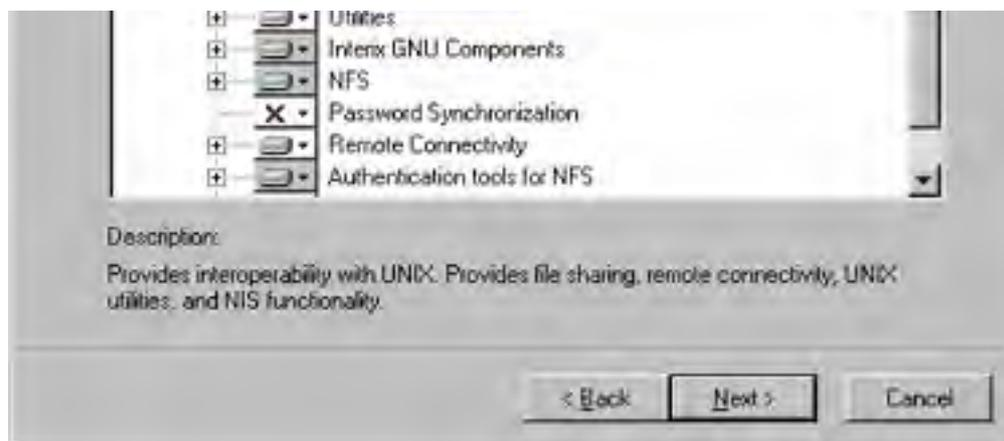 Utilities
Interix GNU Components
NFS
Password Synchronization
Remote Connectivity
Authentication tools for NFS
Description:
Provides interoperability with UNIX. Provides file sharing, remote connectivity, UNIX
utilities, and NIS functionality.
< Back Next > Cancel